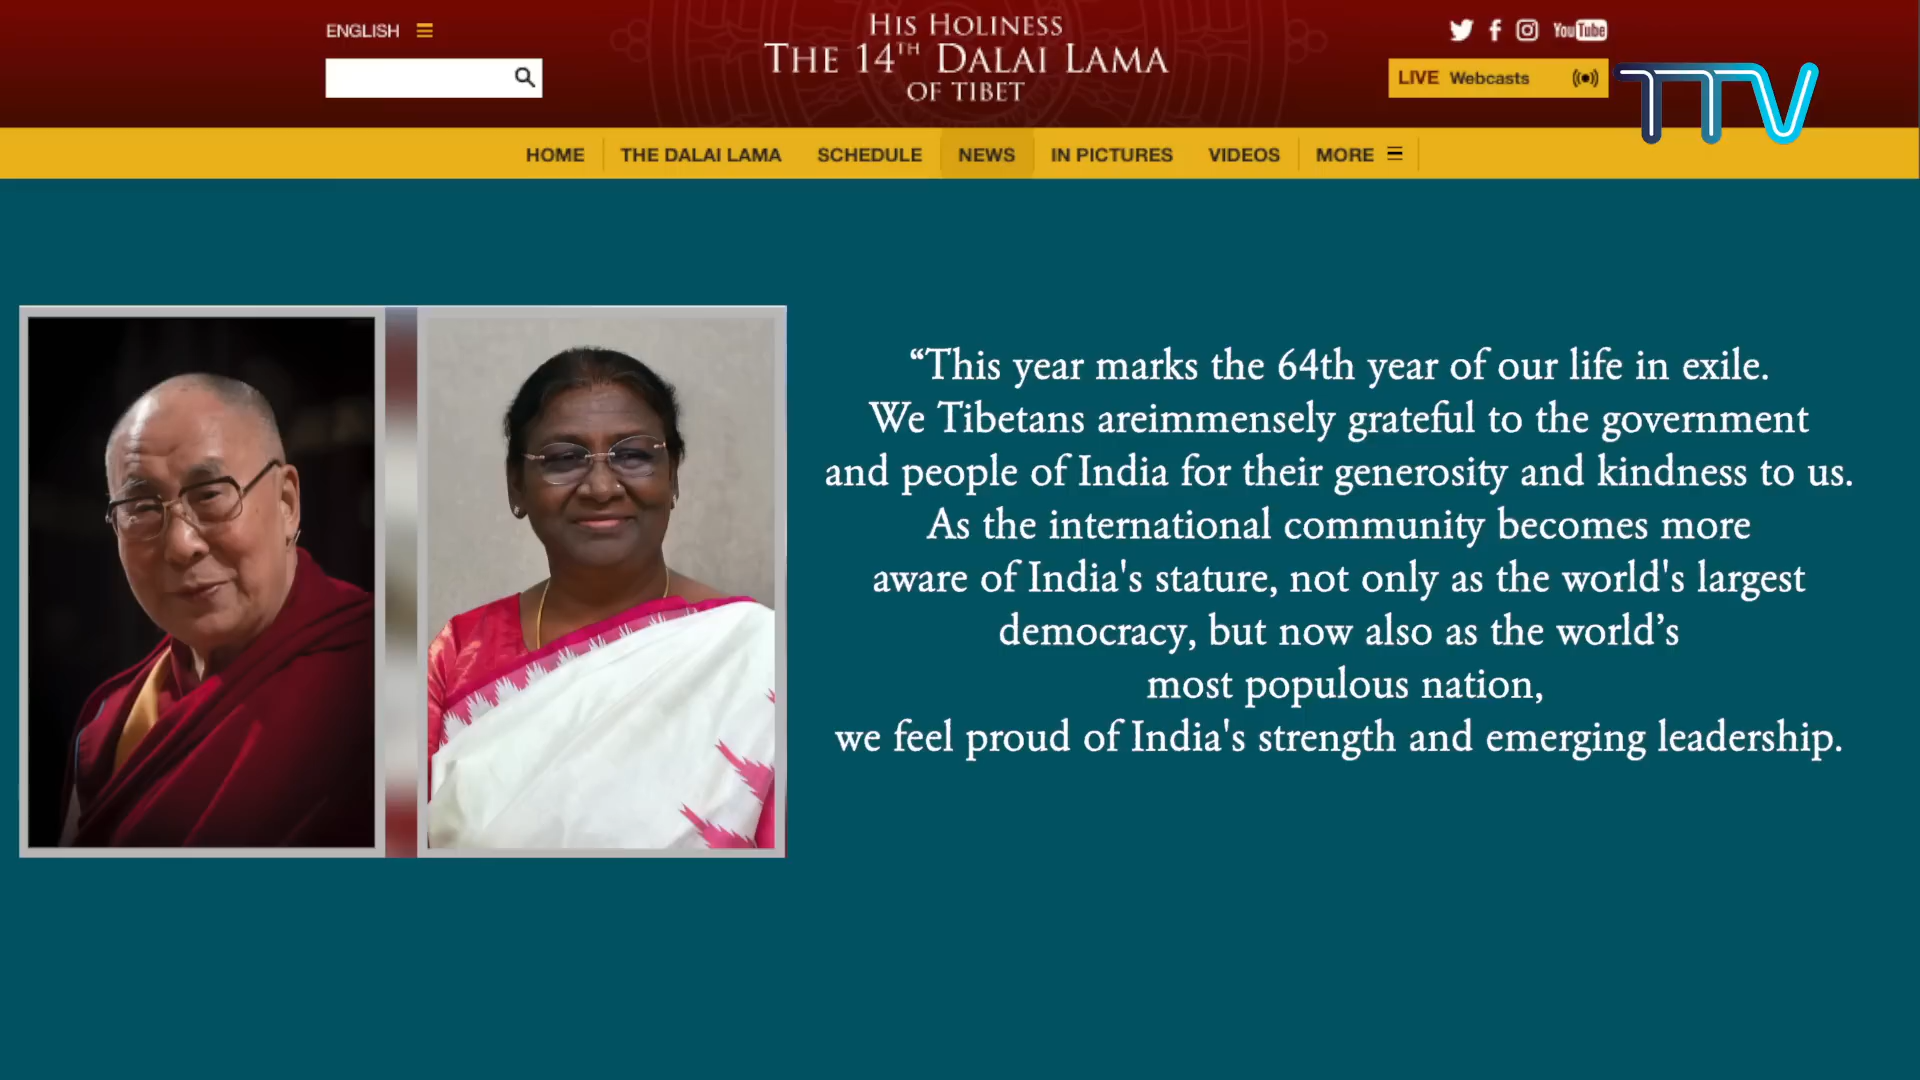 ENGLISH
HIS HOLINESS
THE 14TH DALAI LAMA
OF TIBET
YouTube
LIVE Webcasts
TTV
HOME THE DALAI LAMA SCHEDULE NEWS IN PICTURES VIDEOS MORE
“This year marks the 64th year of our life in exile.
We Tibetans areimmensely grateful to the government
and people of India for their generosity and kindness to us.
As the international community becomes more
aware of India's stature, not only as the world's largest
democracy, but now also as the world’s
most populous nation,
we feel proud of India's strength and emerging leadership.